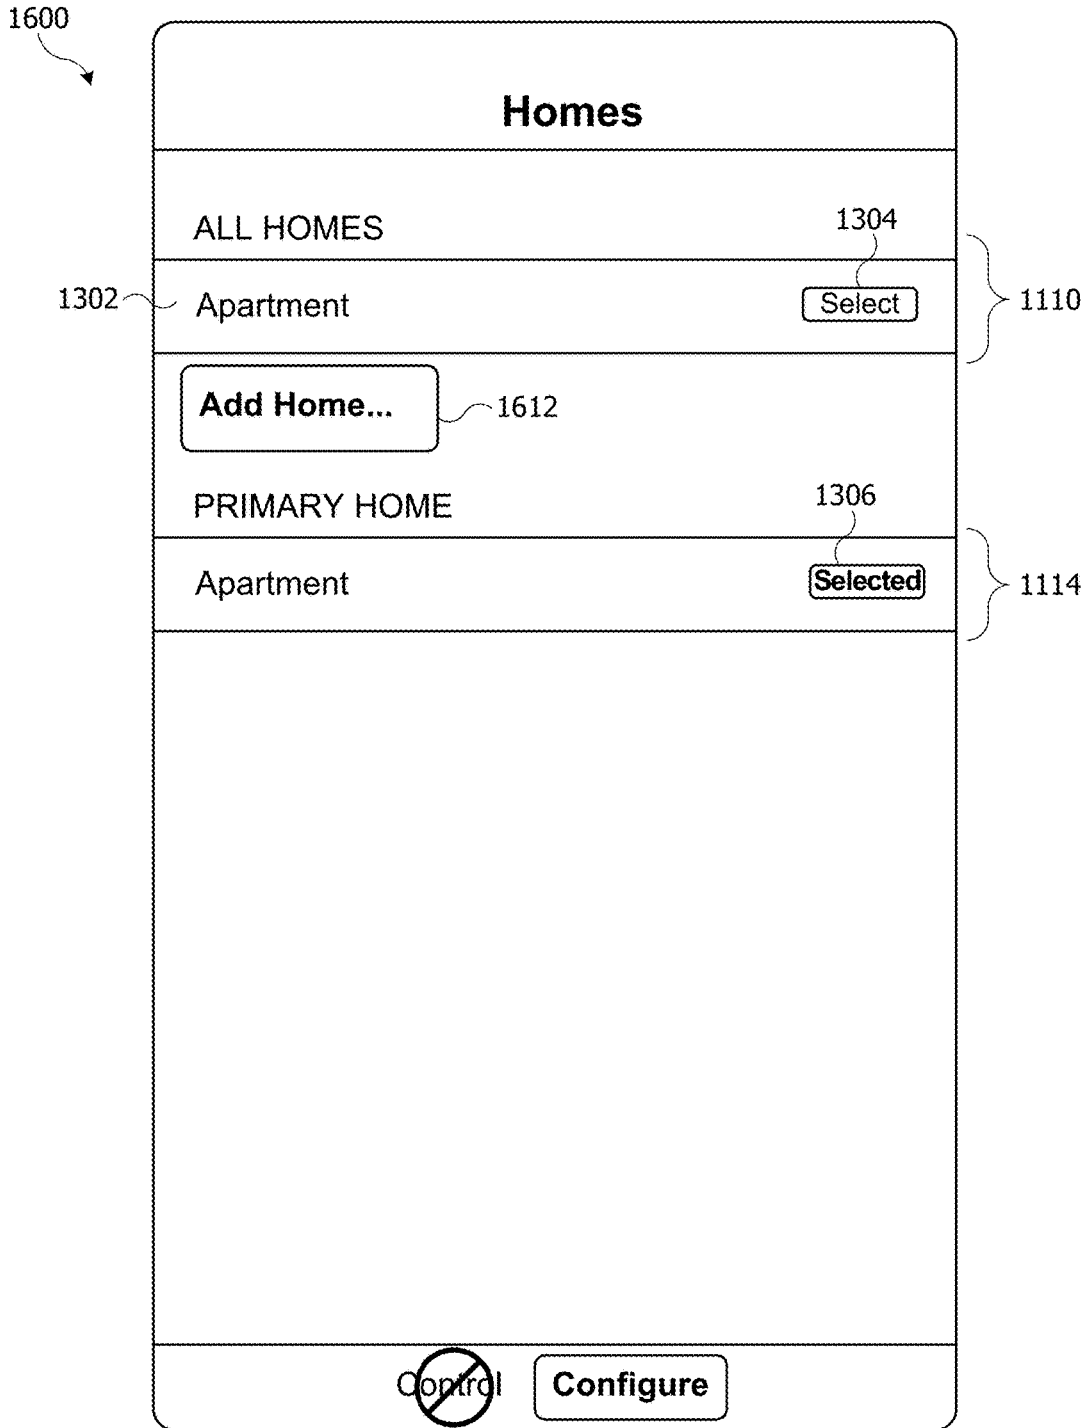 1600
Homes
ALL HOMES
1304
1302
Apartment
Select
1110
Add Home...
1612
PRIMARY HOME
1306
Apartment
Selected
1114
Control
Configure